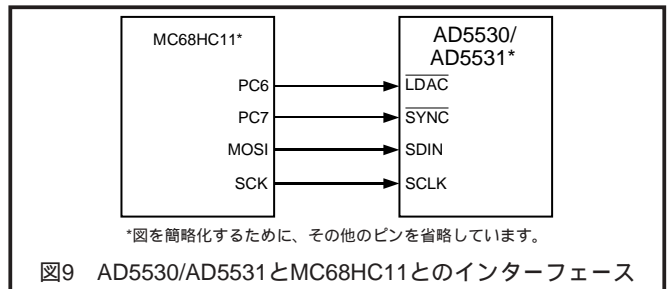 MC68HC11*
AD5530/
AD5531*
PC6
LDAC
PC7
SYNC
MOSI
SDIN
SCK
SCLK
*図を簡略化するために、その他のピンを省略しています。
図9 AD5530/AD5531とMC68HC11とのインターフェース